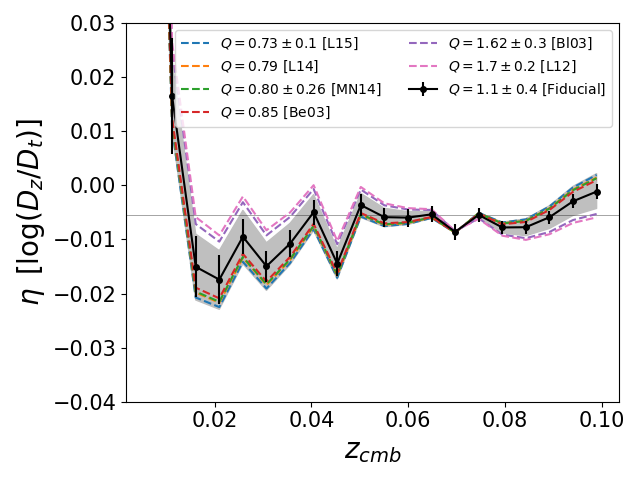 0.03
0.02
0.01
0.00
−0.01
−0.02
−0.03
−0.04
η [log(D_z/D_t)]
Q = 0.73 ± 0.1 [L15]
Q = 0.79 [L14]
Q = 0.80 ± 0.26 [MN14]
Q = 0.85 [Be03]
Q = 1.62 ± 0.3 [Bl03]
Q = 1.7 ± 0.2 [L12]
Q = 1.1 ± 0.4 [Fiducial]
0.02 0.04 0.06 0.08 0.10
z_cmb